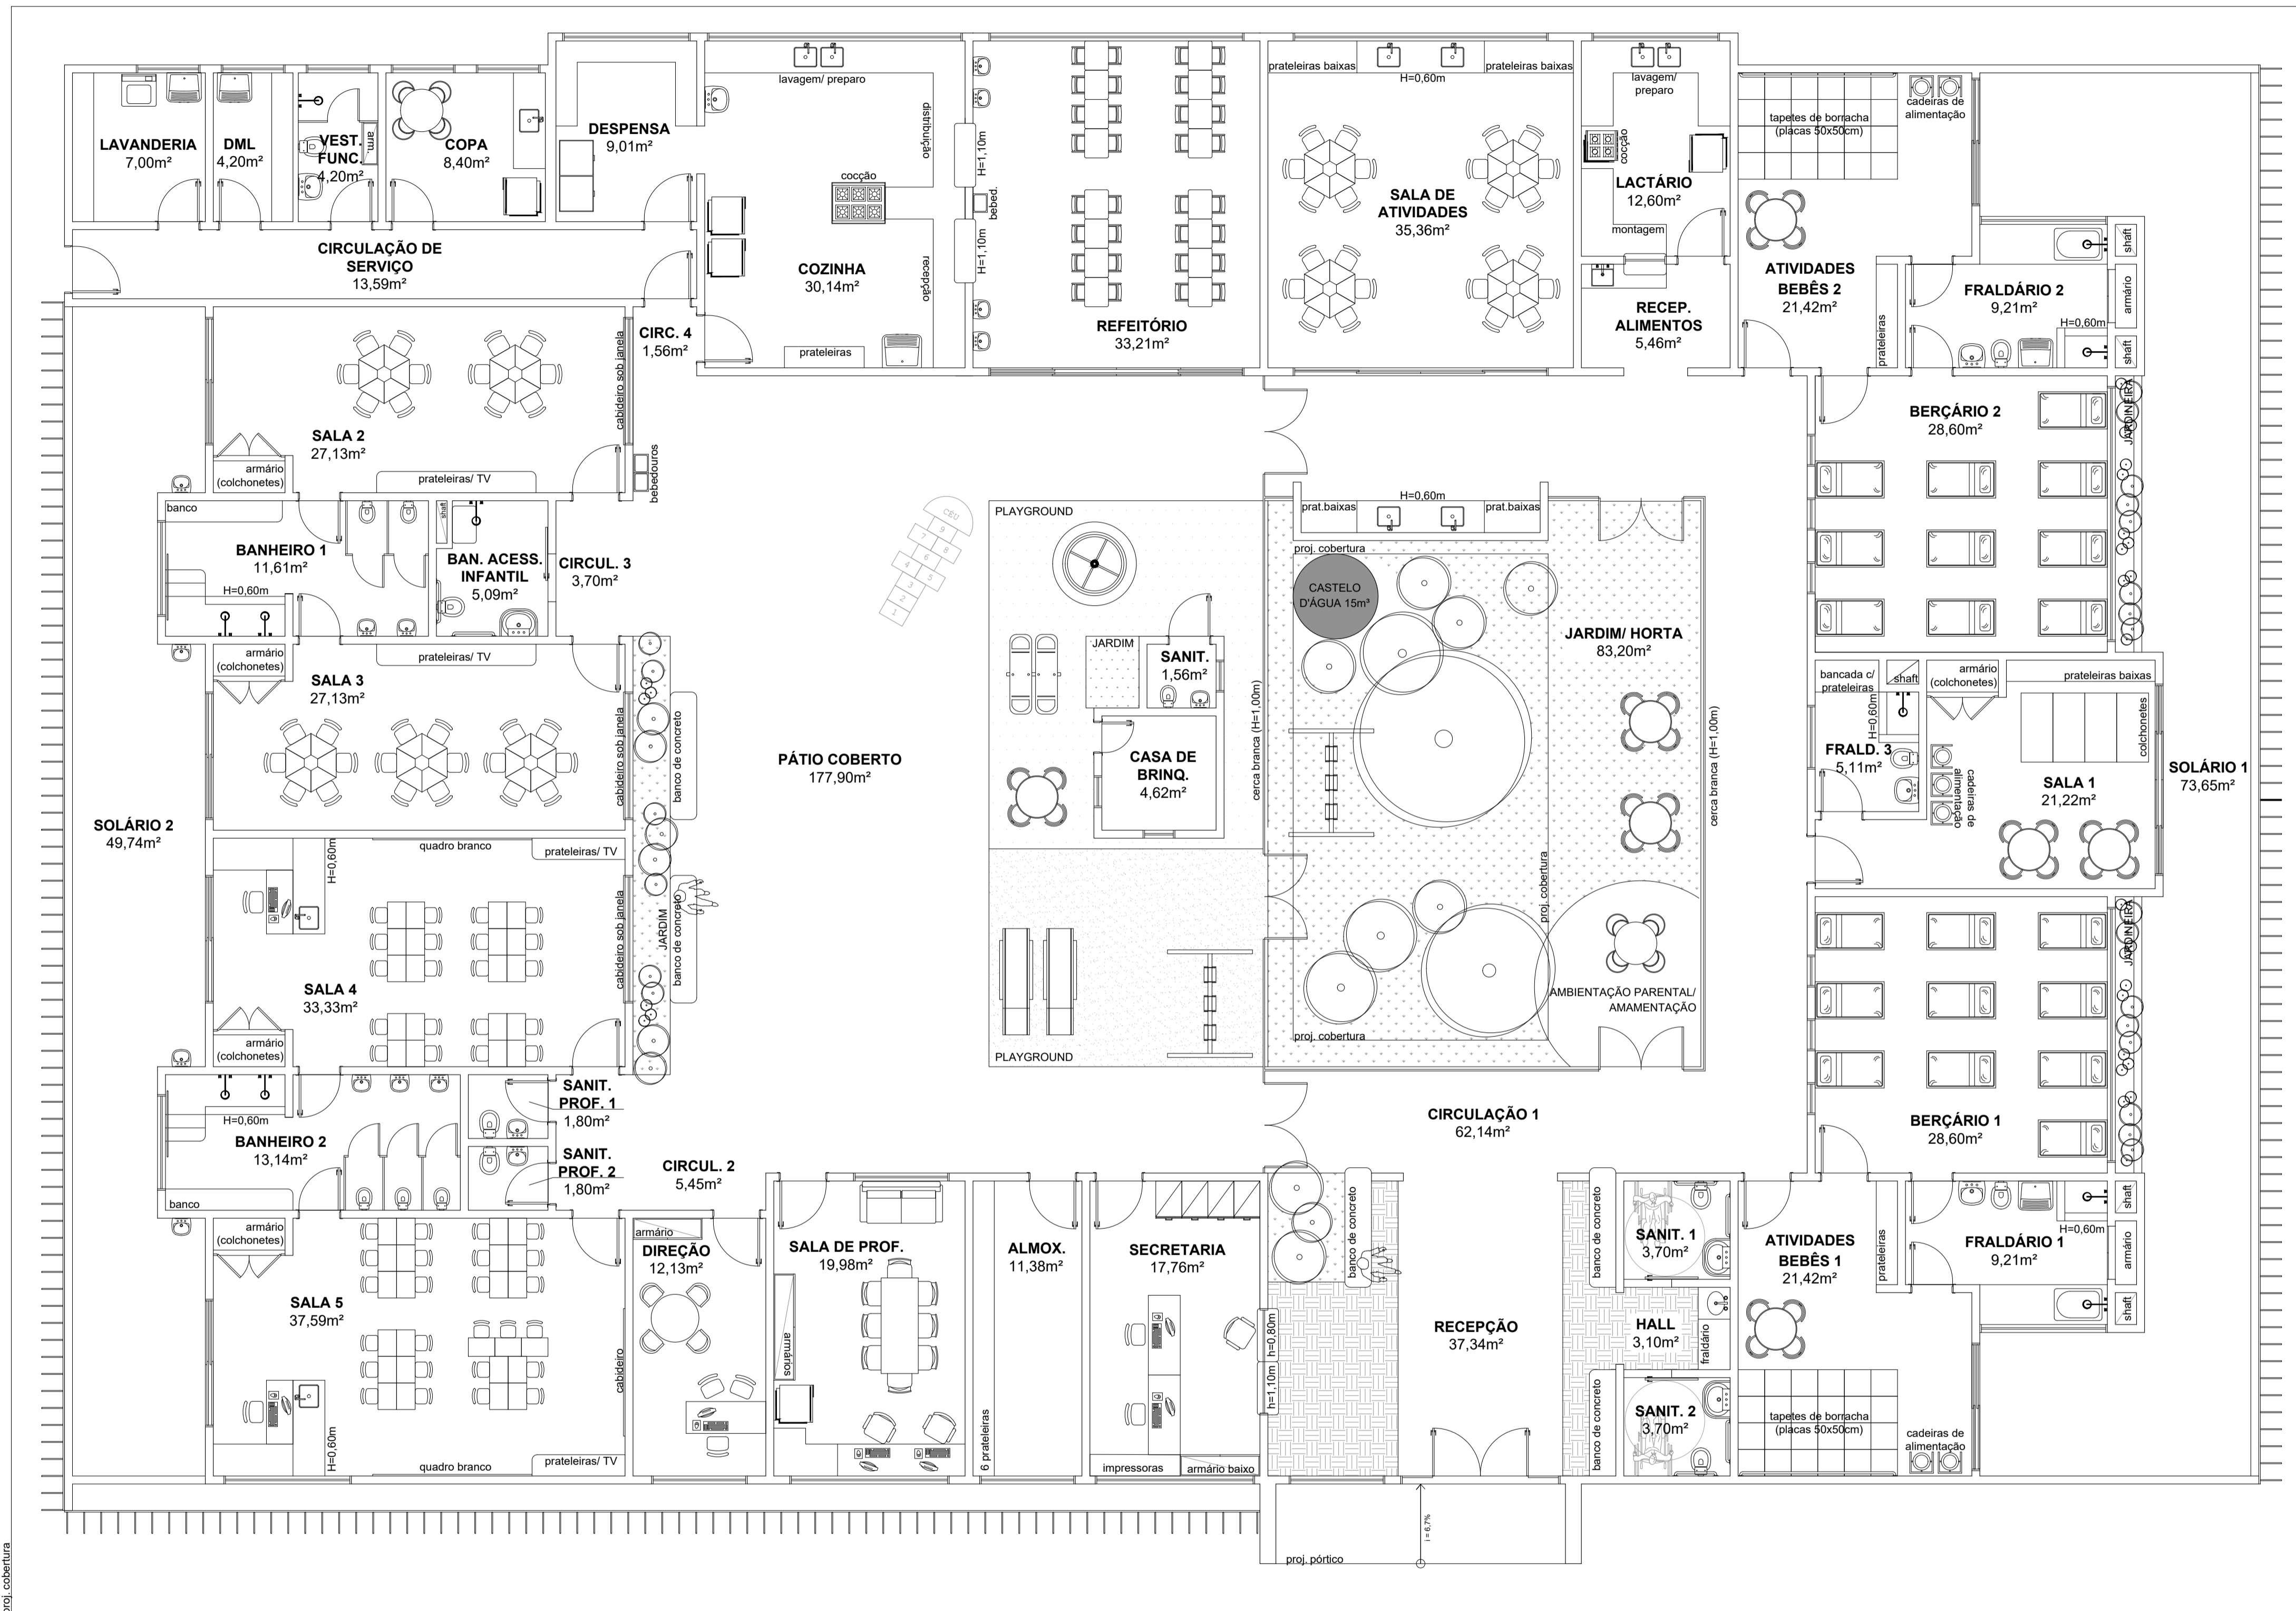 lavagem/ preparo
prateleiras baixas
H=0,60m
prateleiras baixas
lavagem/
preparo
tapetes de borracha
(placas 50x50cm)
cadeiras de
alimentação
LAVANDERIA
7,00m²
DML
4,20m²
VEST.
FUNC.
4,20m²
arm.
COPA
8,40m²
DESPENSA
9,01m²
distribuição
cocção
H=1,10m
bebed.
H=1,10m
recepção
COZINHA
30,14m²
prateleiras
REFEITÓRIO
33,21m²
SALA DE
ATIVIDADES
35,36m²
cocção
LACTÁRIO
12,60m²
montagem
RECEP.
ALIMENTOS
5,46m²
ATIVIDADES
BEBÊS 2
21,42m²
prateleiras
FRALDÁRIO 2
9,21m²
H=0,60m
shaft
armário
shaft
CIRCULAÇÃO DE
SERVIÇO
13,59m²
CIRC. 4
1,56m²
cabideiro sob janela
SALA 2
27,13m²
armário
(colchonetes)
prateleiras/ TV
bebedouros
banco
BANHEIRO 1
11,61m²
H=0,60m
shaft
BAN. ACESS.
INFANTIL
5,09m²
CIRCUL. 3
3,70m²
armário
(colchonetes)
prateleiras/ TV
SALA 3
27,13m²
cabideiro sob janela
banco de concreto
SOLÁRIO 2
49,74m²
quadro branco
prateleiras/ TV
H=0,60m
cabideiro sob janela
JARDIM
banco de concreto
SALA 4
33,33m²
armário
(colchonetes)
H=0,60m
BANHEIRO 2
13,14m²
banco
SANIT.
PROF. 1
1,80m²
SANIT.
PROF. 2
1,80m²
CIRCUL. 2
5,45m²
armário
(colchonetes)
SALA 5
37,59m²
H=0,60m
quadro branco
prateleiras/ TV
cabideiro
armário
DIREÇÃO
12,13m²
SALA DE PROF.
19,98m²
armários
ALMOX.
11,38m²
6 prateleiras
SECRETARIA
17,76m²
impressoras
armário baixo
h=0,80m
h=1,10m
PÁTIO COBERTO
177,90m²
CÉU
9
7
8
6
4
5
3
2
1
PLAYGROUND
JARDIM
SANIT.
1,56m²
CASA DE
BRINQ.
4,62m²
PLAYGROUND
cerca branca (H=1,00m)
H=0,60m
prat.baixas
prat.baixas
proj. cobertura
CASTELO
D'ÁGUA 15m³
JARDIM/ HORTA
83,20m²
cerca branca (H=1,00m)
proj. cobertura
AMBIENTAÇÃO PARENTAL/
AMAMENTAÇÃO
proj. cobertura
CIRCULAÇÃO 1
62,14m²
banco de concreto
RECEPÇÃO
37,34m²
banco de concreto
banco de concreto
SANIT. 1
3,70m²
HALL
3,10m²
fraldário
SANIT. 2
3,70m²
BERÇÁRIO 2
28,60m²
JARDINEIRA
bancada c/
prateleiras
shaft
armário
(colchonetes)
prateleiras baixas
H=0,60m
FRALD. 3
5,11m²
cadeiras de
alimentação
colchonetes
SALA 1
21,22m²
SOLÁRIO 1
73,65m²
JARDINEIRA
BERÇÁRIO 1
28,60m²
ATIVIDADES
BEBÊS 1
21,42m²
prateleiras
FRALDÁRIO 1
9,21m²
H=0,60m
shaft
armário
shaft
tapetes de borracha
(placas 50x50cm)
cadeiras de
alimentação
i = 6,7%
proj. pórtico
proj. cobertura